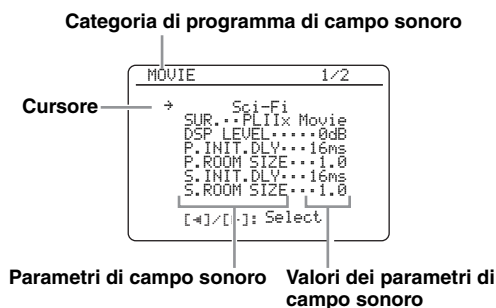 Categoria di programma di campo sonoro
MOVIE 1/2
Cursore
→ Sci-Fi
SUR.··PLIIx Movie
DSP LEVEL·····0dB
P.INIT.DLY···16ms
P.ROOM SIZE···1.0
S.INIT.DLY···16ms
S.ROOM SIZE···1.0
[◀]/[▶]: Select
Parametri di campo sonoro
Valori dei parametri di
campo sonoro